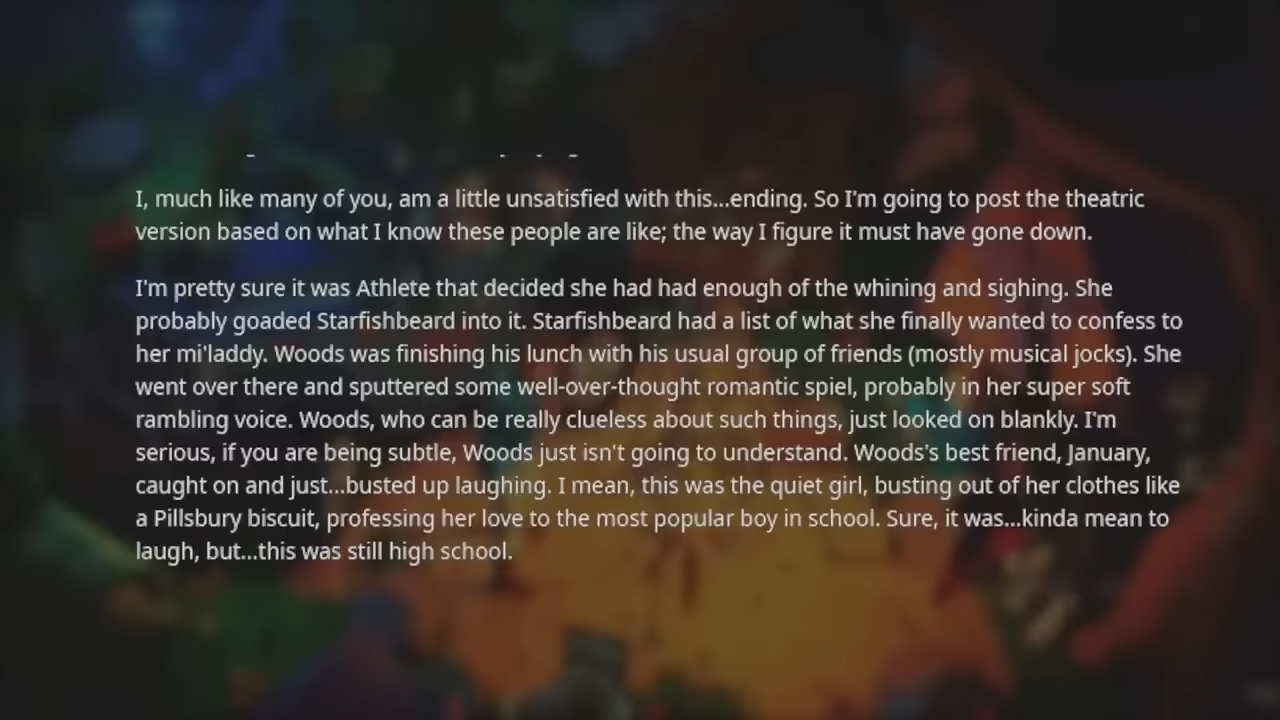 I, much like many of you, am a little unsatisfied with this...ending. So I'm going to post the theatric
version based on what I know these people are like; the way I figure it must have gone down.
I'm pretty sure it was Athlete that decided she had had enough of the whining and sighing. She
probably goaded Starfishbeard into it. Starfishbeard had a list of what she finally wanted to confess to
her mi'laddy. Woods was finishing his lunch with his usual group of friends (mostly musical jocks). She
went over there and sputtered some well-over-thought romantic spiel, probably in her super soft
rambling voice. Woods, who can be really clueless about such things, just looked on blankly. I'm
serious, if you are being subtle, Woods just isn't going to understand. Woods's best friend, January,
caught on and just...busted up laughing. I mean, this was the quiet girl, busting out of her clothes like
a Pillsbury biscuit, professing her love to the most popular boy in school. Sure, it was...kinda mean to
laugh, but...this was still high school.